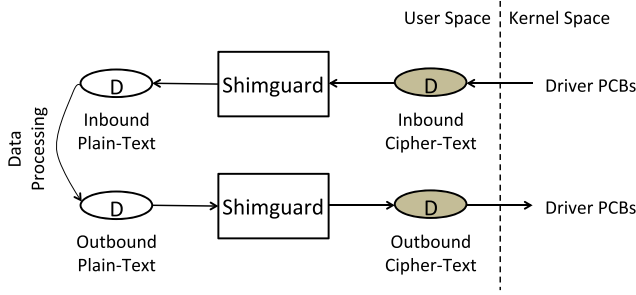 User Space
Kernel Space
D
Shimguard
D
Driver PCBs
Inbound
Plain-Text
Inbound
Cipher-Text
Data
Processing
D
Shimguard
D
Driver PCBs
Outbound
Plain-Text
Outbound
Cipher-Text